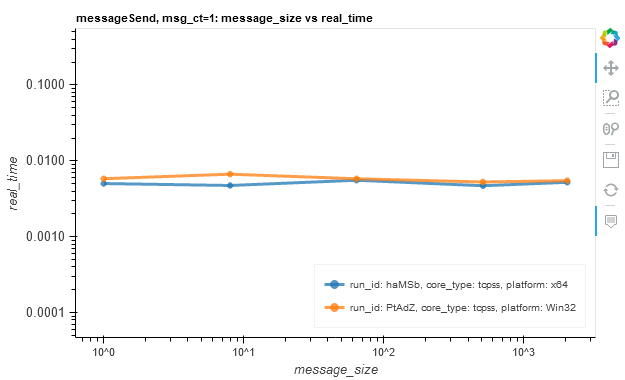 messageSend, msg_ct=1: message_size vs real_time
0.1000
0.0100
0.0010
0.0001
real_time
10^0
10^1
10^2
10^3
message_size
run_id: haMSb, core_type: tcpss, platform: x64
run_id: PtAdZ, core_type: tcpss, platform: Win32